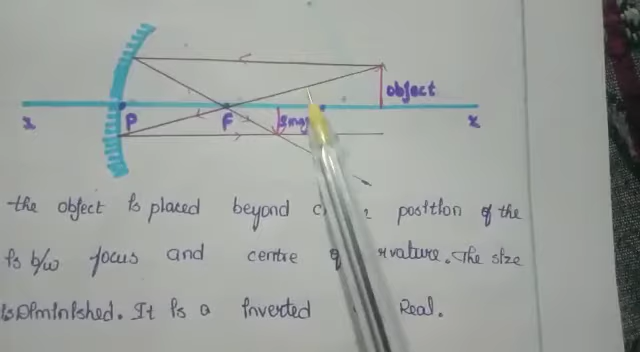 object
x P F x
the object is placed beyond position of the
is b/w focus and centre The size
is Diminished. It is a inverted Real.